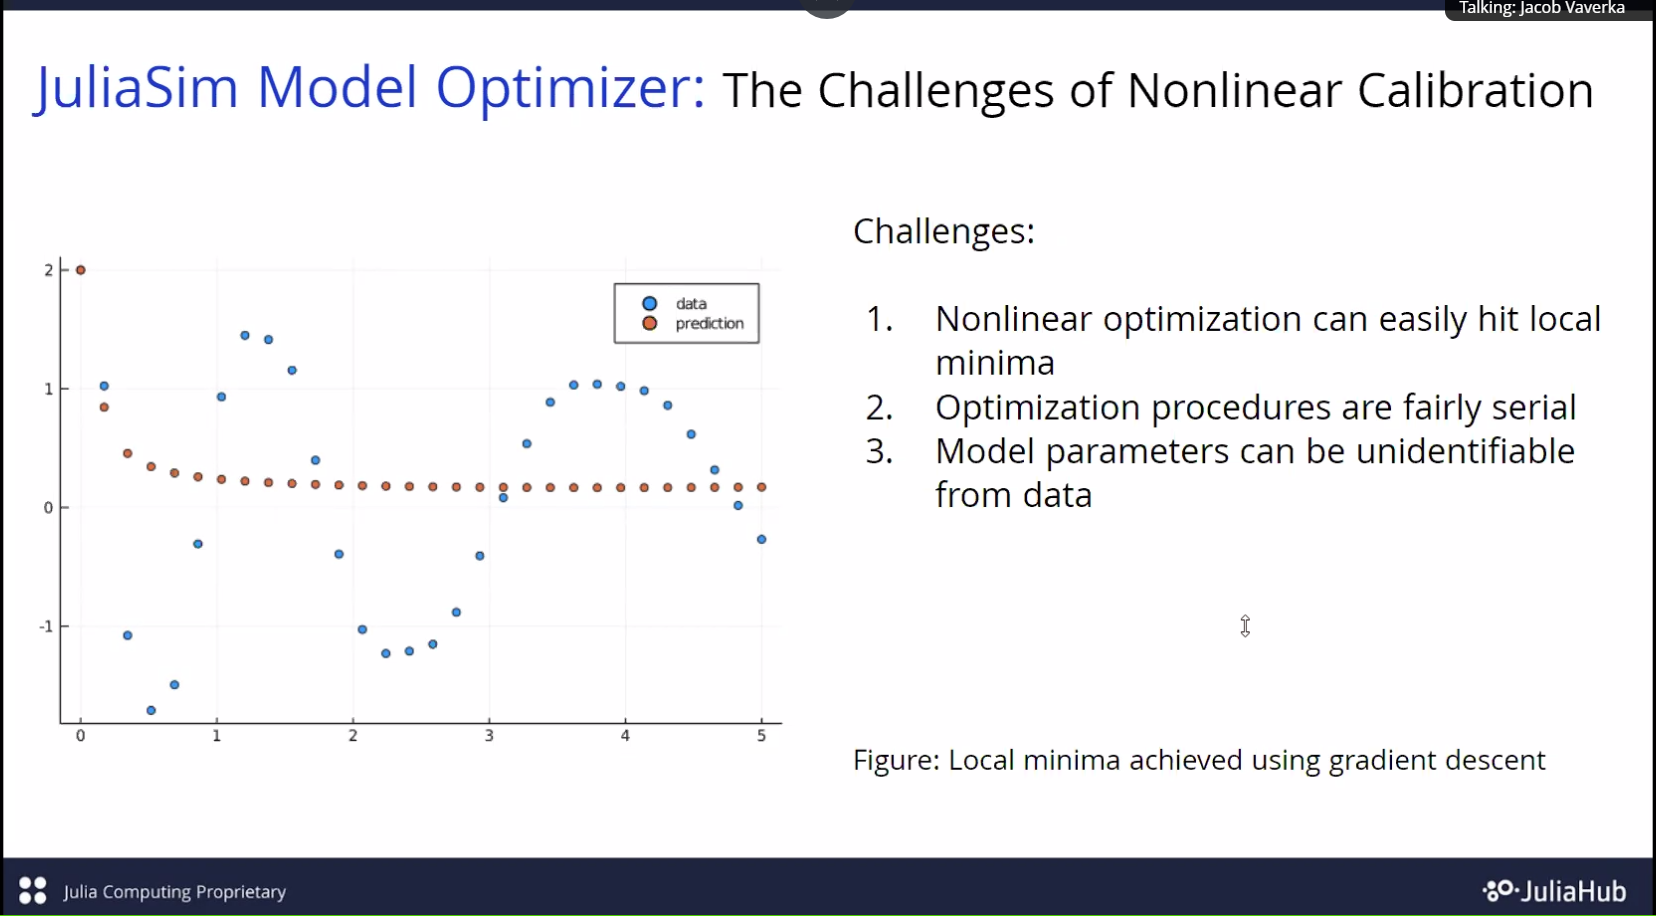 Talking: Jacob Vaverka
JuliaSim Model Optimizer: The Challenges of Nonlinear Calibration
Challenges:
1. Nonlinear optimization can easily hit local
minima
2. Optimization procedures are fairly serial
3. Model parameters can be unidentifiable
from data
2
1
0
-1
data
prediction
0 1 2 3 4 5
Figure: Local minima achieved using gradient descent
Julia Computing Proprietary
JuliaHub